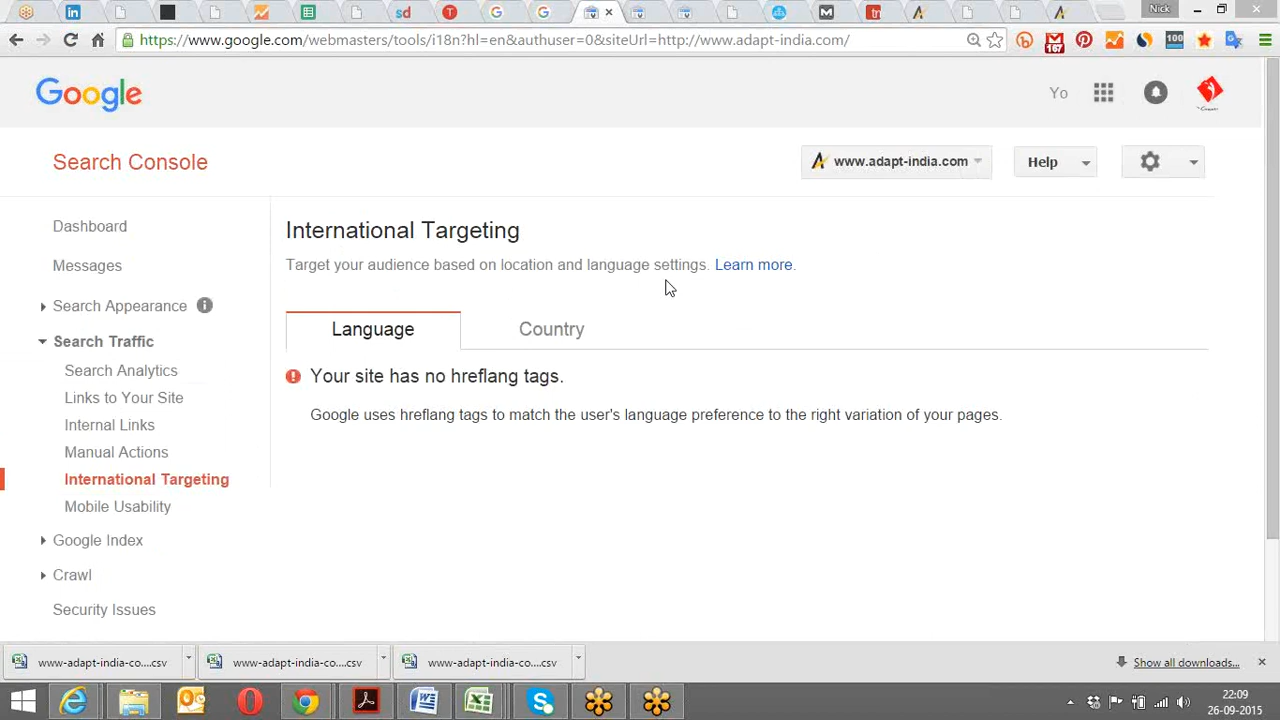 Nick
https://www.google.com/webmasters/tools/i18n?hl=en&authuser=0&siteUrl=http://www.adapt-india.com/
167
100
Google
Yo
Search Console
www.adapt-india.com
Help
Dashboard
Messages
Search Appearance
Search Traffic
Search Analytics
Links to Your Site
Internal Links
Manual Actions
International Targeting
Mobile Usability
Google Index
Crawl
Security Issues
International Targeting
Target your audience based on location and language settings. Learn more.
Language
Country
Your site has no hreflang tags.
Google uses hreflang tags to match the user's language preference to the right variation of your pages.
www-adapt-india-co....csv
www-adapt-india-co....csv
www-adapt-india-co....csv
Show all downloads...
22:09
26-09-2015